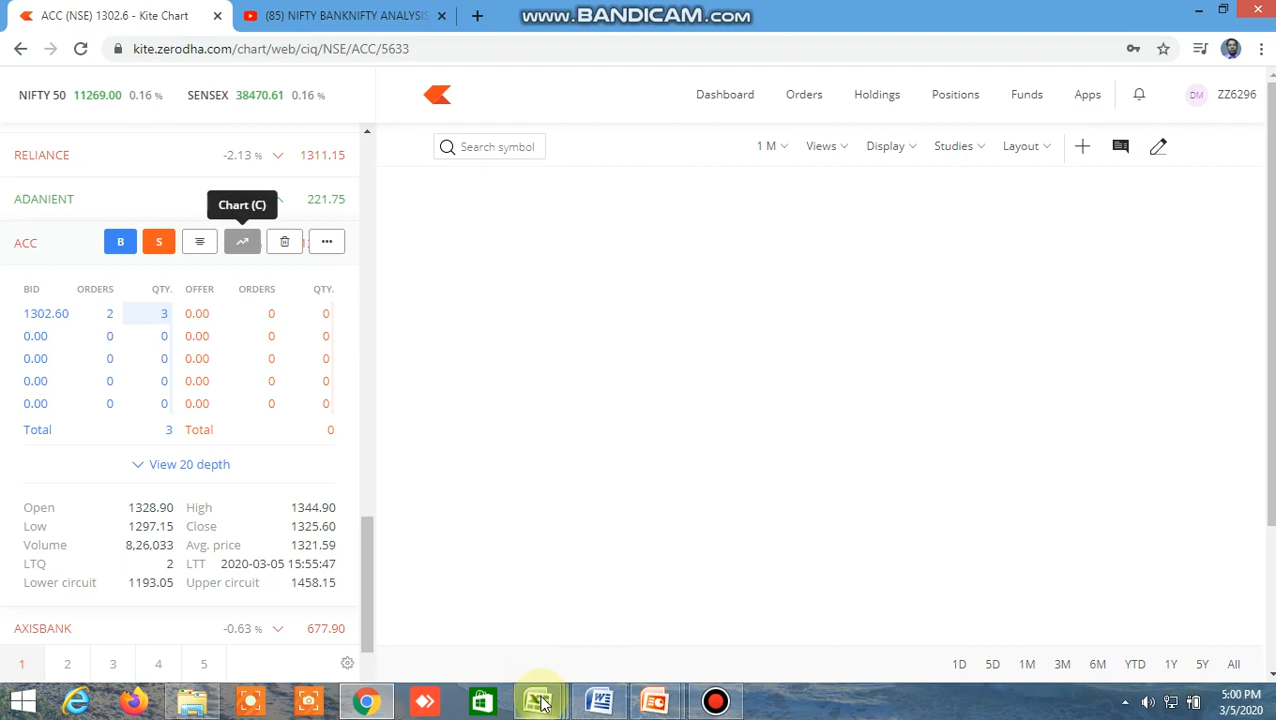 ACC (NSE) 1302.6 - Kite Chart
(85) NIFTY BANKNIFTY ANALYSIS
www.BANDICAM.com
kite.zerodha.com/chart/web/ciq/NSE/ACC/5633
NIFTY 50 11269.00 0.16 % SENSEX 38470.61 0.16 %
Dashboard Orders Holdings Positions Funds Apps DM ZZ6296
RELIANCE -2.13 % 1311.15
Search symbol 1 M Views Display Studies Layout
ADANIENT 221.75
Chart (C)
ACC B S
BID ORDERS QTY. OFFER ORDERS QTY.
1302.60 2 3 0.00 0 0
0.00 0 0 0.00 0 0
0.00 0 0 0.00 0 0
0.00 0 0 0.00 0 0
0.00 0 0 0.00 0 0
Total 3 Total 0
View 20 depth
Open 1328.90 High 1344.90
Low 1297.15 Close 1325.60
Volume 8,26,033 Avg. price 1321.59
LTQ 2 LTT 2020-03-05 15:55:47
Lower circuit 1193.05 Upper circuit 1458.15
AXISBANK -0.63 % 677.90
1 2 3 4 5
1D 5D 1M 3M 6M YTD 1Y 5Y All
5:00 PM
3/5/2020